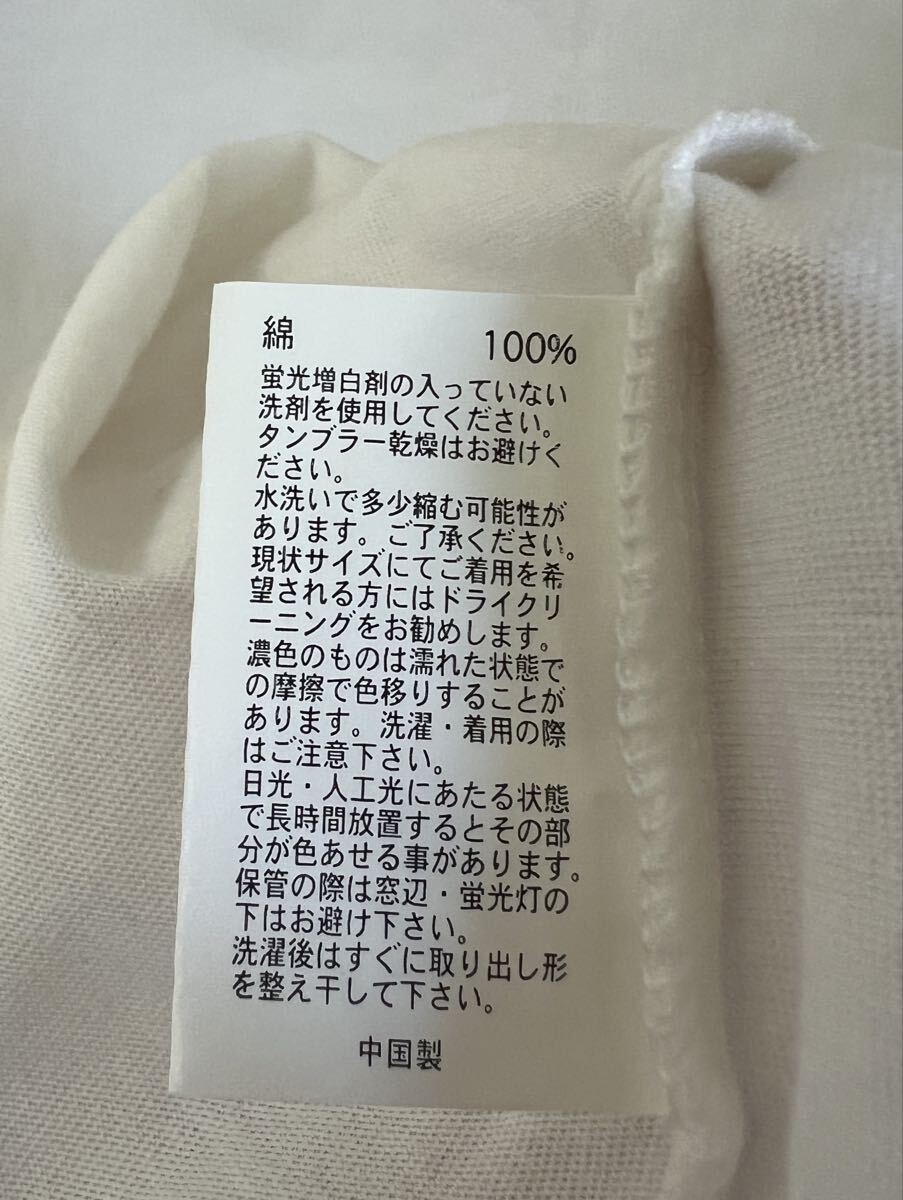 綿 100%
蛍光増白剤の入っていない
洗剤を使用してください。
タンブラー乾燥はお避けく
ださい。
水洗いで多少縮む可能性が
あります。ご了承ください。
現状サイズにてご着用を希
望される方にはドライクリ
ーニングをお勧めします。
濃色のものは濡れた状態で
の摩擦で色移りすることが
あります。洗濯・着用の際
はご注意下さい。
日光・人工光にあたる状態
で長時間放置するとその部
分が色あせる事があります。
保管の際は窓辺・蛍光灯の
下はお避け下さい。
洗濯後はすぐに取り出し形
を整え干して下さい。
中国製